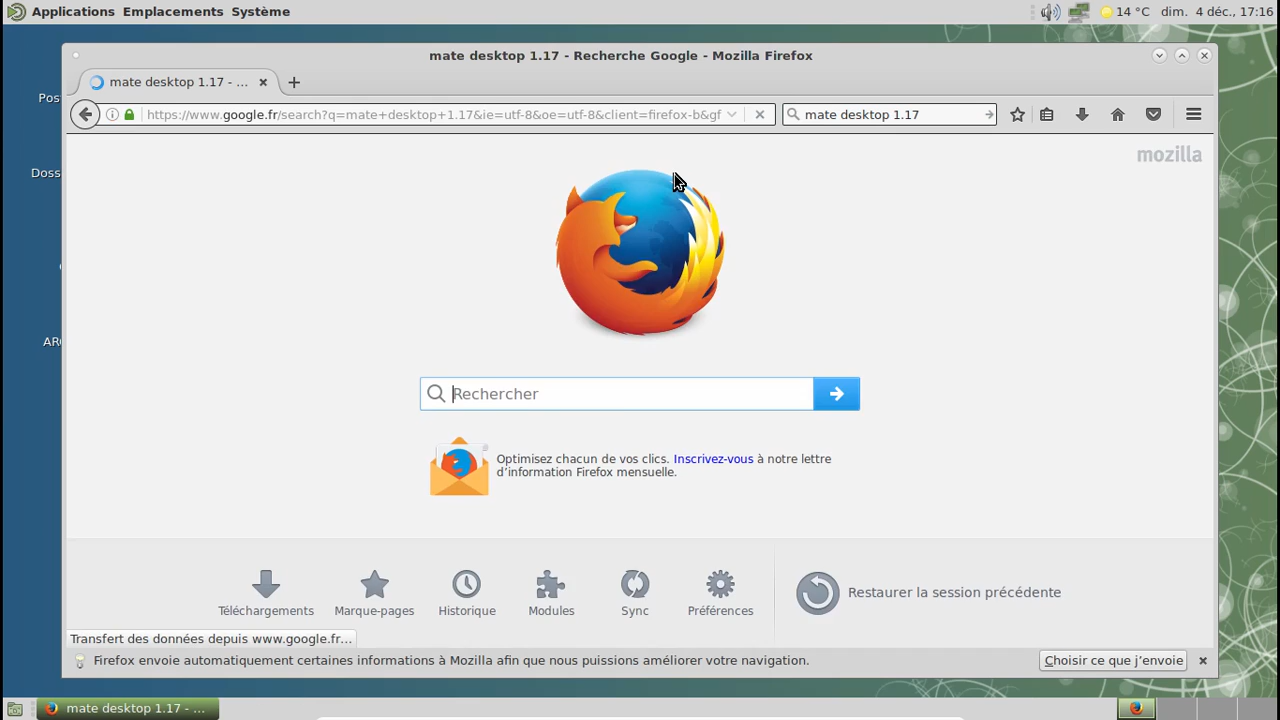 Applications Emplacements Système
14 °C dim. 4 déc., 17:16
mate desktop 1.17 - Recherche Google - Mozilla Firefox
mate desktop 1.17 - ...
https://www.google.fr/search?q=mate+desktop+1.17&ie=utf-8&oe=utf-8&client=firefox-b&gf
mate desktop 1.17
mozilla
Pos
Doss
AR
Rechercher
Optimisez chacun de vos clics. Inscrivez-vous à notre lettre
d’information Firefox mensuelle.
Téléchargements
Marque-pages
Historique
Modules
Sync
Préférences
Restaurer la session précédente
Transfert des données depuis www.google.fr...
Firefox envoie automatiquement certaines informations à Mozilla afin que nous puissions améliorer votre navigation.
Choisir ce que j’envoie
mate desktop 1.17 - ...